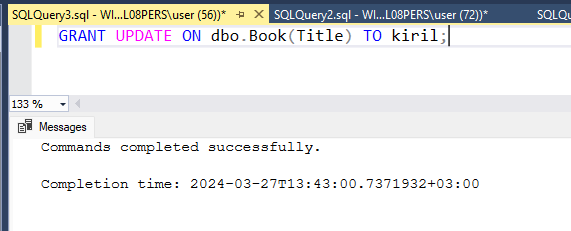 SQLQuery3.sql - WI...L08PERS\user (56))*
SQLQuery2.sql - WI...L08PERS\user (72))*
SQLQu
GRANT UPDATE ON dbo.Book(Title) TO kiril;
133 %
Messages
Commands completed successfully.
Completion time: 2024-03-27T13:43:00.7371932+03:00